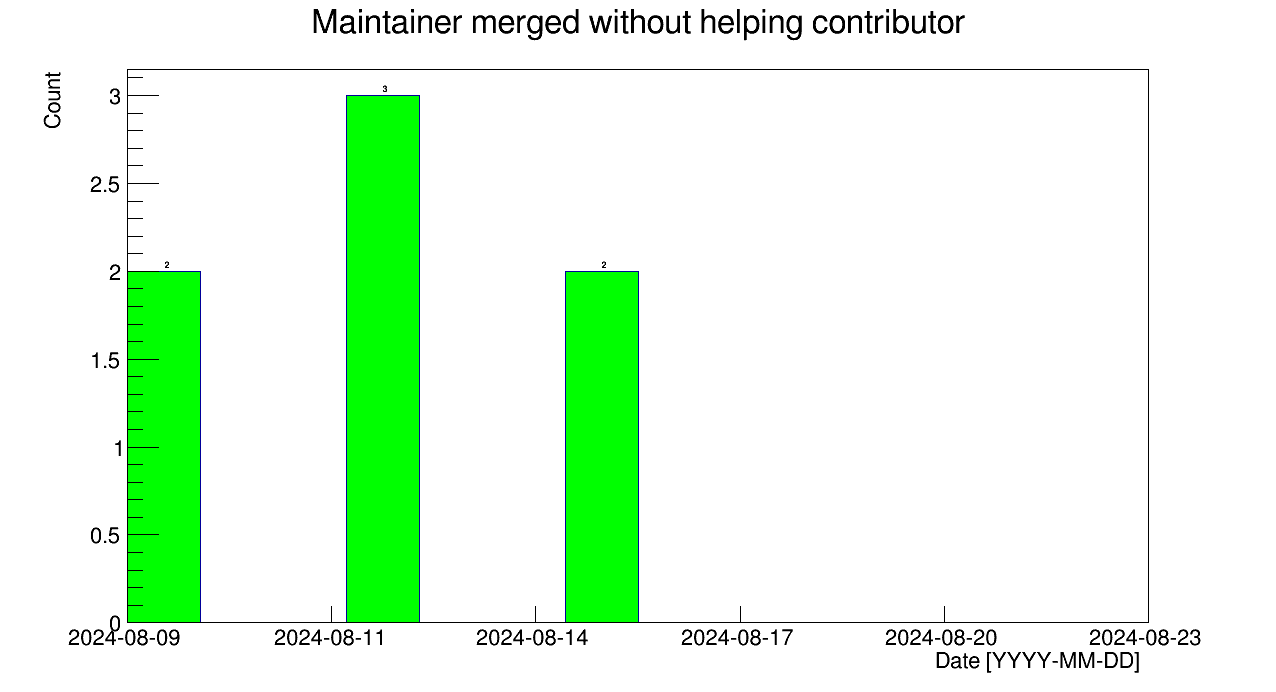 Maintainer merged without helping contributor
Count
3
2.5
2
1.5
1
0.5
0
2
3
2
2024-08-09 2024-08-11 2024-08-14 2024-08-17 2024-08-20 2024-08-23
Date [YYYY-MM-DD]